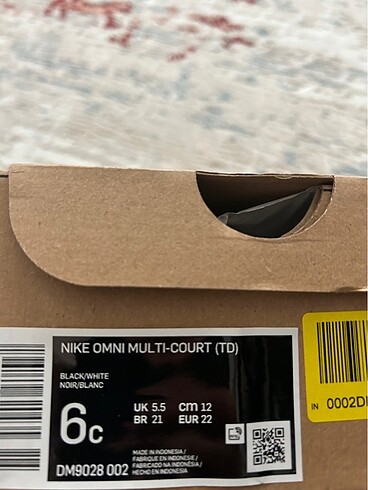 NIKE OMNI MULTI-COURT (TD)
BLACK/WHITE
NOIR/BLANC
6C
UK 5.5 CM 12
BR 21 EUR 22
MADE IN INDONESIA/
FABRIQUE EN INDONESIE/
FABRICADO NA INDONÉSIA/
HECHO EN INDONESIA
DM9028 002
IN